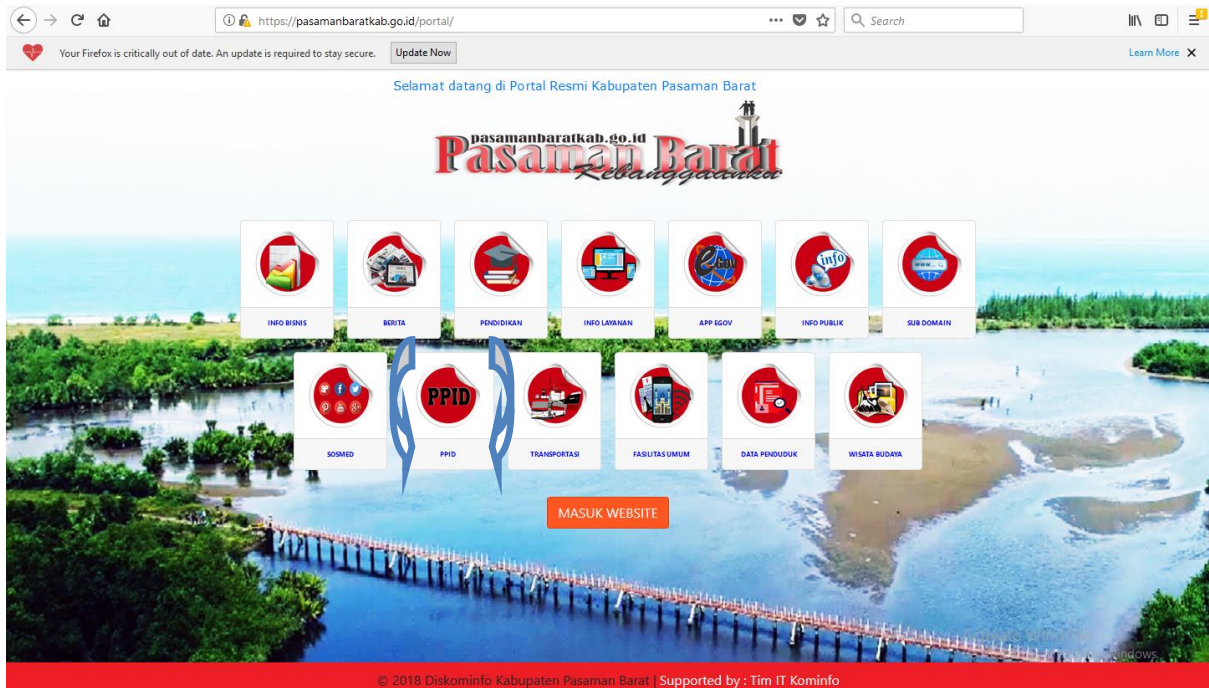 https://pasamanbaratkab.go.id/portal/
Search
Your Firefox is critically out of date. An update is required to stay secure. Update Now Learn More
Selamat datang di Portal Resmi Kabupaten Pasaman Barat
pasamanbaratkab.go.id
Pasaman Barat
Kebanggaanku
info
www...
e-Gov
INFO BISNIS BERITA PENDIDIKAN INFO LAYANAN APP EGOV INFO PUBLIK SUB DOMAIN
PPID
SOSMED PPID TRANSPORTASI FASILITAS UMUM DATA PENDUDUK WISATA BUDAYA
MASUK WEBSITE
© 2018 Diskominfo Kabupaten Pasaman Barat | Supported by : Tim IT Kominfo